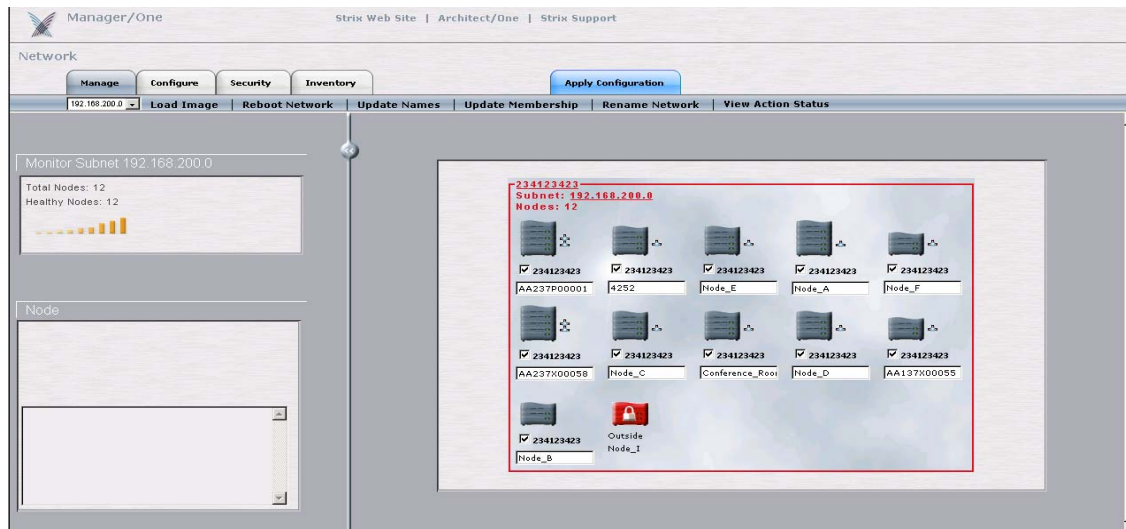 Manager/One
Strix Web Site | Architect/One | Strix Support
Network
Manage Configure Security Inventory Apply Configuration
192.168.200.0 Load Image | Reboot Network | Update Names | Update Membership | Rename Network | View Action Status
Monitor Subnet 192.168.200.0
Total Nodes: 12
Healthy Nodes: 12
Node
234123423
Subnet: 192.168.200.0
Nodes: 12
234123423 234123423 234123423 234123423 234123423
AA237P00001 4252 Node_E Node_A Node_F
234123423 234123423 234123423 234123423 234123423
AA237X00058 Node_C Conference_Roo Node_D AA137X00055
234123423 Outside
Node_B Node_I